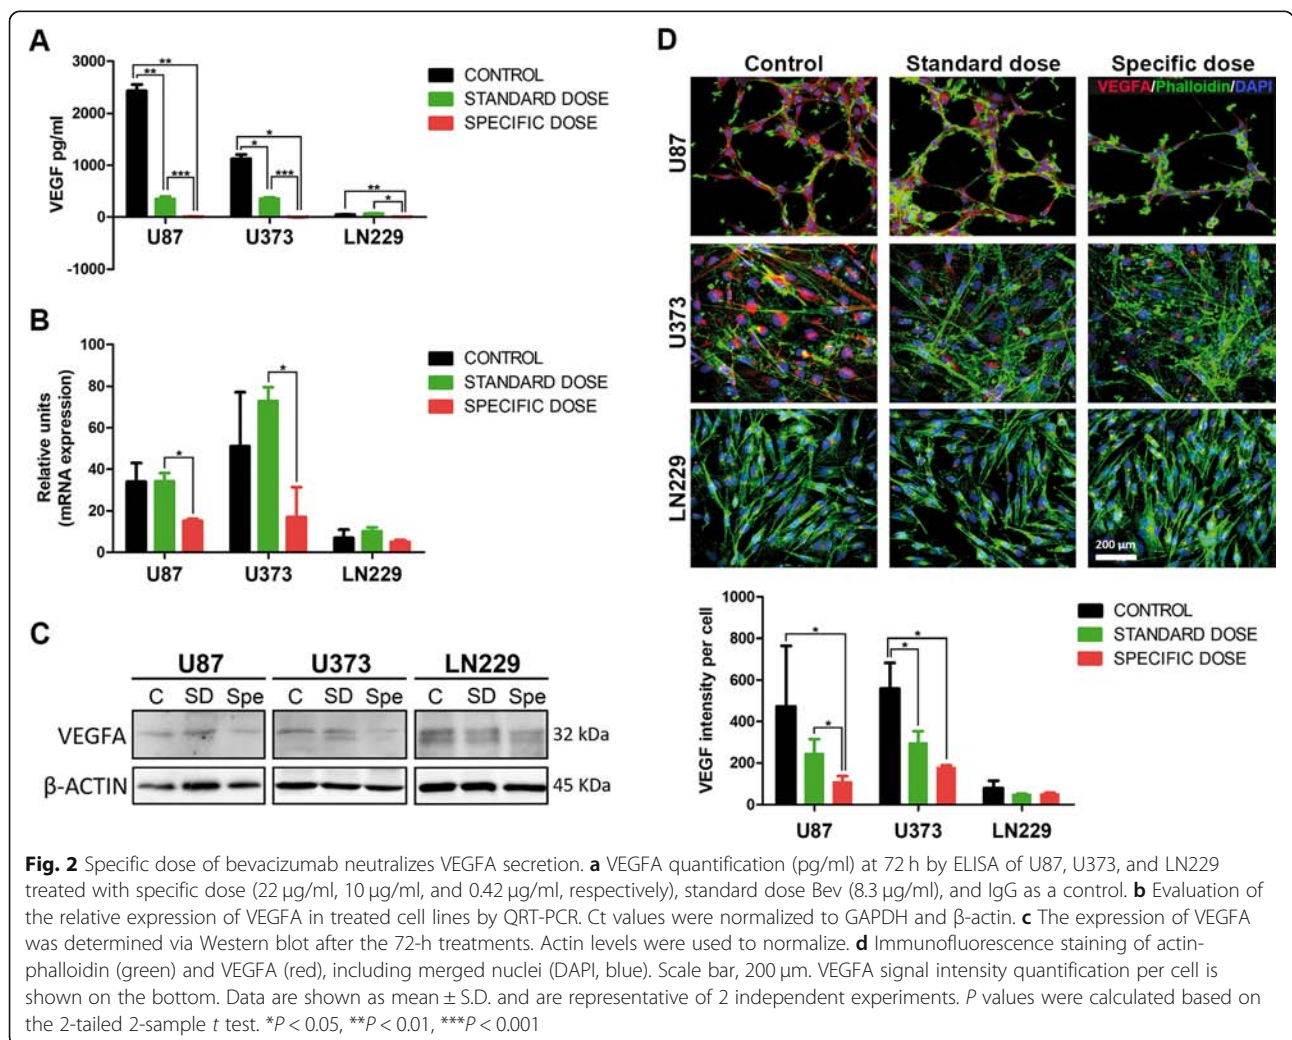 A
3000
2000
1000
0
-1000
VEGF pg/ml
** 
**
***
*
*
***
**
*
U87 U373 LN229
CONTROL
STANDARD DOSE
SPECIFIC DOSE
B
100
80
60
40
20
0
Relative units
(mRNA expression)
*
*
U87 U373 LN229
CONTROL
STANDARD DOSE
SPECIFIC DOSE
C
U87 U373 LN229
C SD Spe C SD Spe C SD Spe
VEGFA 32 kDa
β-ACTIN 45 KDa
D
Control Standard dose Specific dose
VEGFA/Phalloidin/DAPI
U87
U373
LN229
200 μm
1000
800
600
400
200
0
VEGF intensity per cell
*
*
*
*
U87 U373 LN229
CONTROL
STANDARD DOSE
SPECIFIC DOSE
Fig. 2 Specific dose of bevacizumab neutralizes VEGFA secretion. a VEGFA quantification (pg/ml) at 72 h by ELISA of U87, U373, and LN229
treated with specific dose (22 μg/ml, 10 μg/ml, and 0.42 μg/ml, respectively), standard dose Bev (8.3 μg/ml), and IgG as a control. b Evaluation of
the relative expression of VEGFA in treated cell lines by QRT-PCR. Ct values were normalized to GAPDH and β-actin. c The expression of VEGFA
was determined via Western blot after the 72-h treatments. Actin levels were used to normalize. d Immunofluorescence staining of actin-
phalloidin (green) and VEGFA (red), including merged nuclei (DAPI, blue). Scale bar, 200 μm. VEGFA signal intensity quantification per cell is
shown on the bottom. Data are shown as mean ± S.D. and are representative of 2 independent experiments. P values were calculated based on
the 2-tailed 2-sample t test. *P < 0.05, **P < 0.01, ***P < 0.001